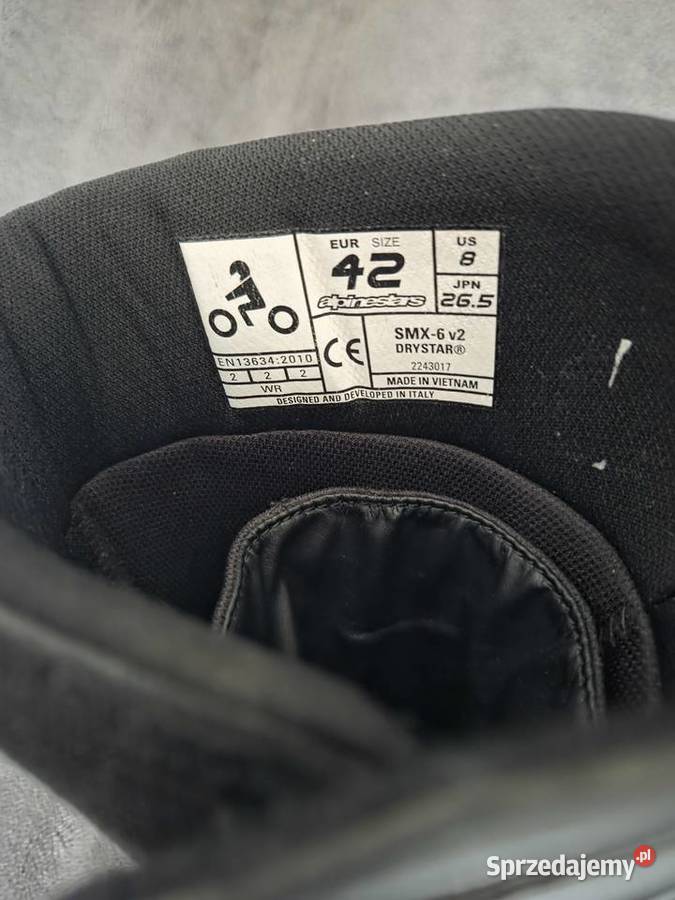 EUR SIZE
42
alpinestars
US
8
JPN
26.5
EN13634:2010
2 2 2
WR
CE
SMX-6 v2
DRYSTAR®
2243017
MADE IN VIETNAM
DESIGNED AND DEVELOPED IN ITALY
Sprzedajemy.pl